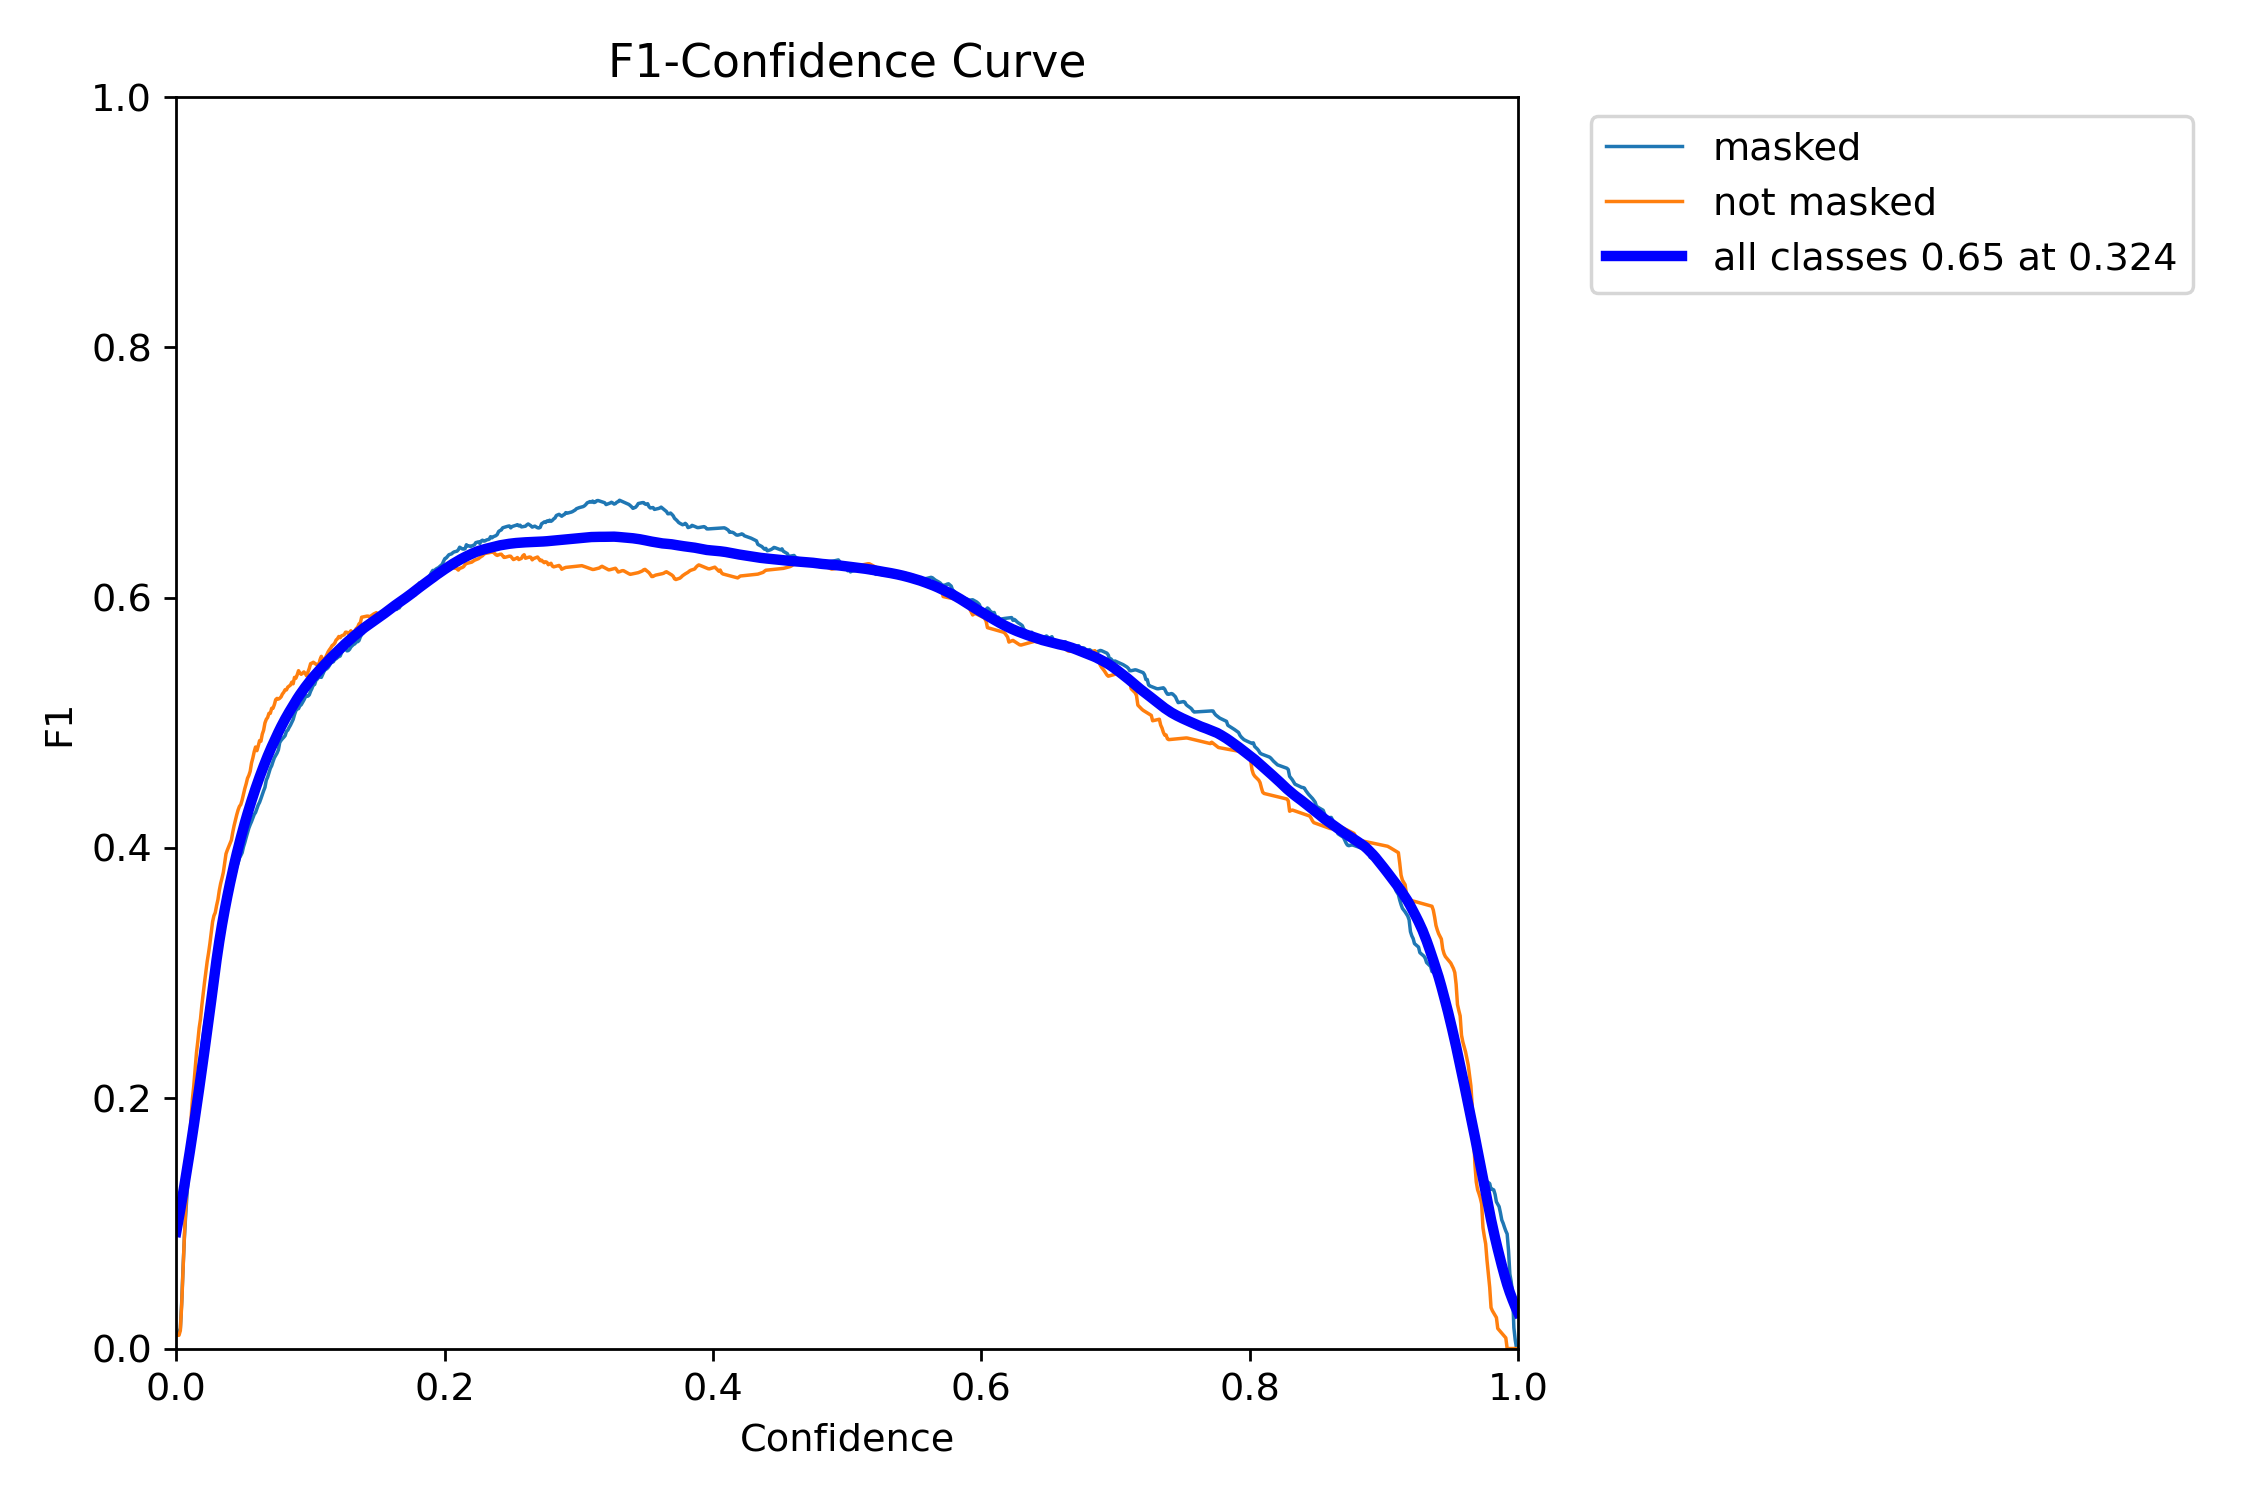 F1-Confidence Curve
1.0
0.8
0.6
0.4
0.2
0.0
F1
0.0 0.2 0.4 0.6 0.8 1.0
Confidence
masked
not masked
all classes 0.65 at 0.324